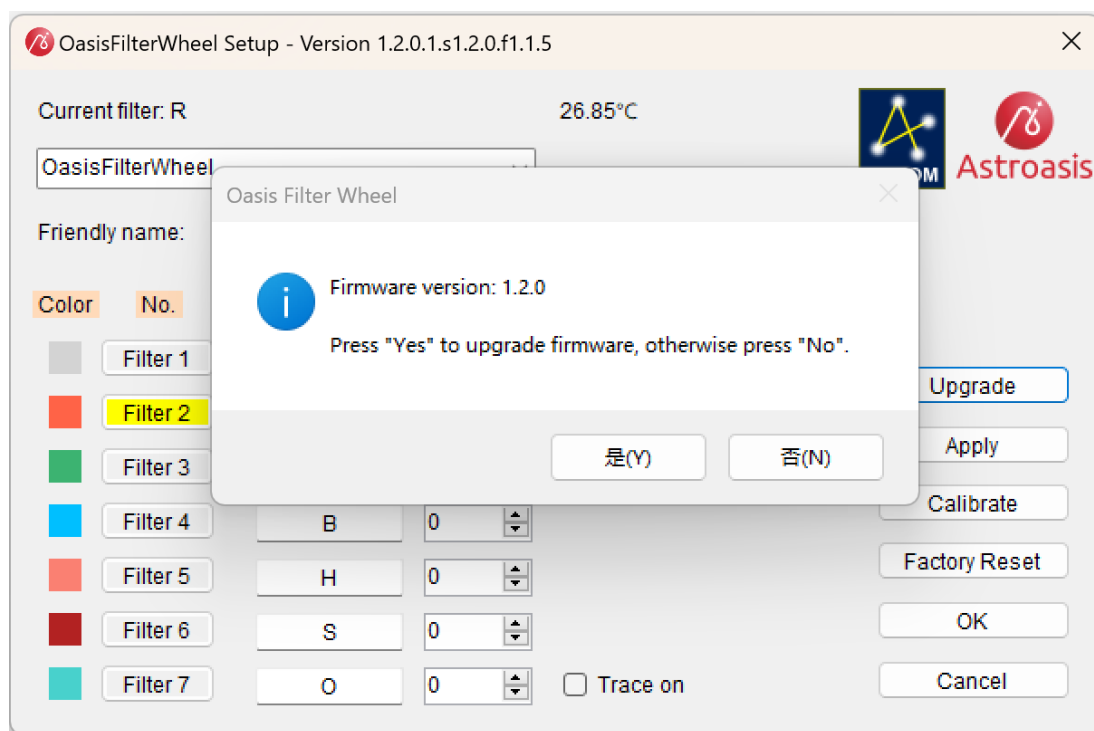 OasisFilterWheel Setup - Version 1.2.0.1.s1.2.0.f1.1.5
Current filter: R
26.85°C
OasisFilterWheel
Astroasis
Oasis Filter Wheel
Friendly name:
Firmware version: 1.2.0
Press "Yes" to upgrade firmware, otherwise press "No".
是(Y)
否(N)
Color No.
Filter 1
Filter 2
Filter 3
Filter 4 B 0
Filter 5 H 0
Filter 6 S 0
Filter 7 O 0
Trace on
Upgrade
Apply
Calibrate
Factory Reset
OK
Cancel